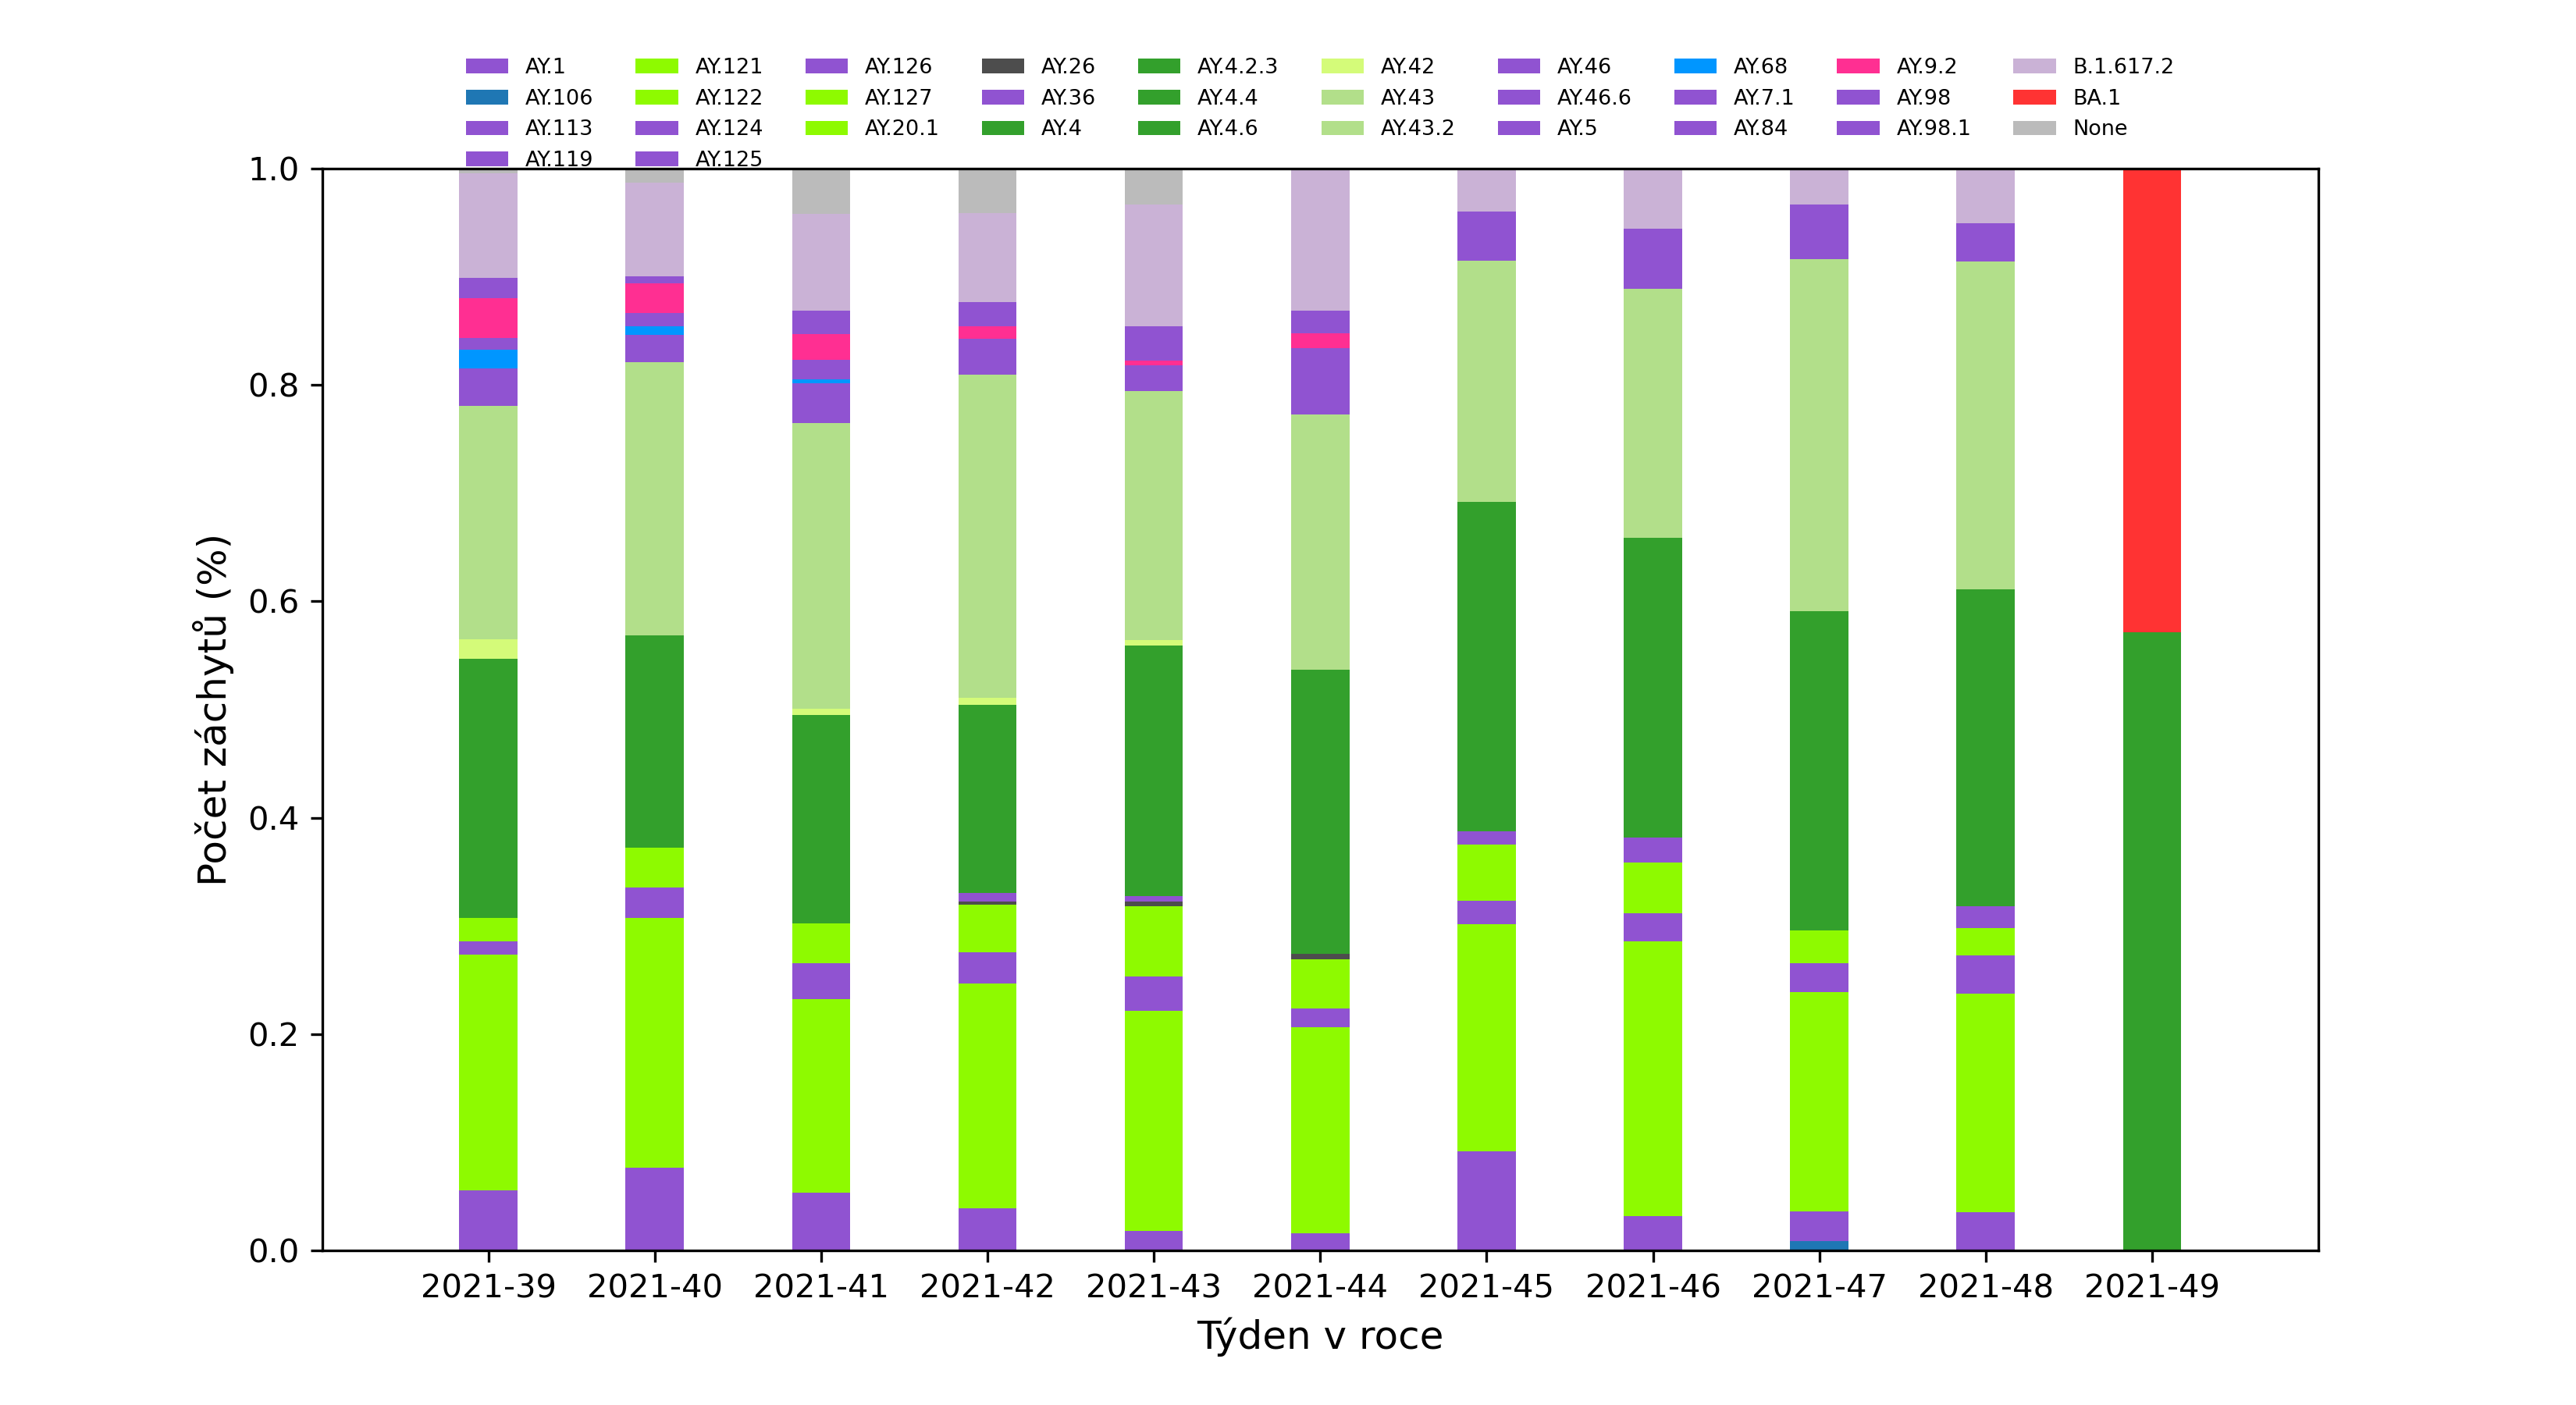 AY.1 AY.121 AY.126 AY.26 AY.4.2.3 AY.42 AY.46 AY.68 AY.9.2 B.1.617.2
AY.106 AY.122 AY.127 AY.36 AY.4.4 AY.43 AY.46.6 AY.7.1 AY.98 BA.1
AY.113 AY.124 AY.20.1 AY.4 AY.4.6 AY.43.2 AY.5 AY.84 AY.98.1 None
AY.119 AY.125
1.0
0.8
0.6
0.4
0.2
0.0
Počet záchytů (%)
2021-39 2021-40 2021-41 2021-42 2021-43 2021-44 2021-45 2021-46 2021-47 2021-48 2021-49
Týden v roce